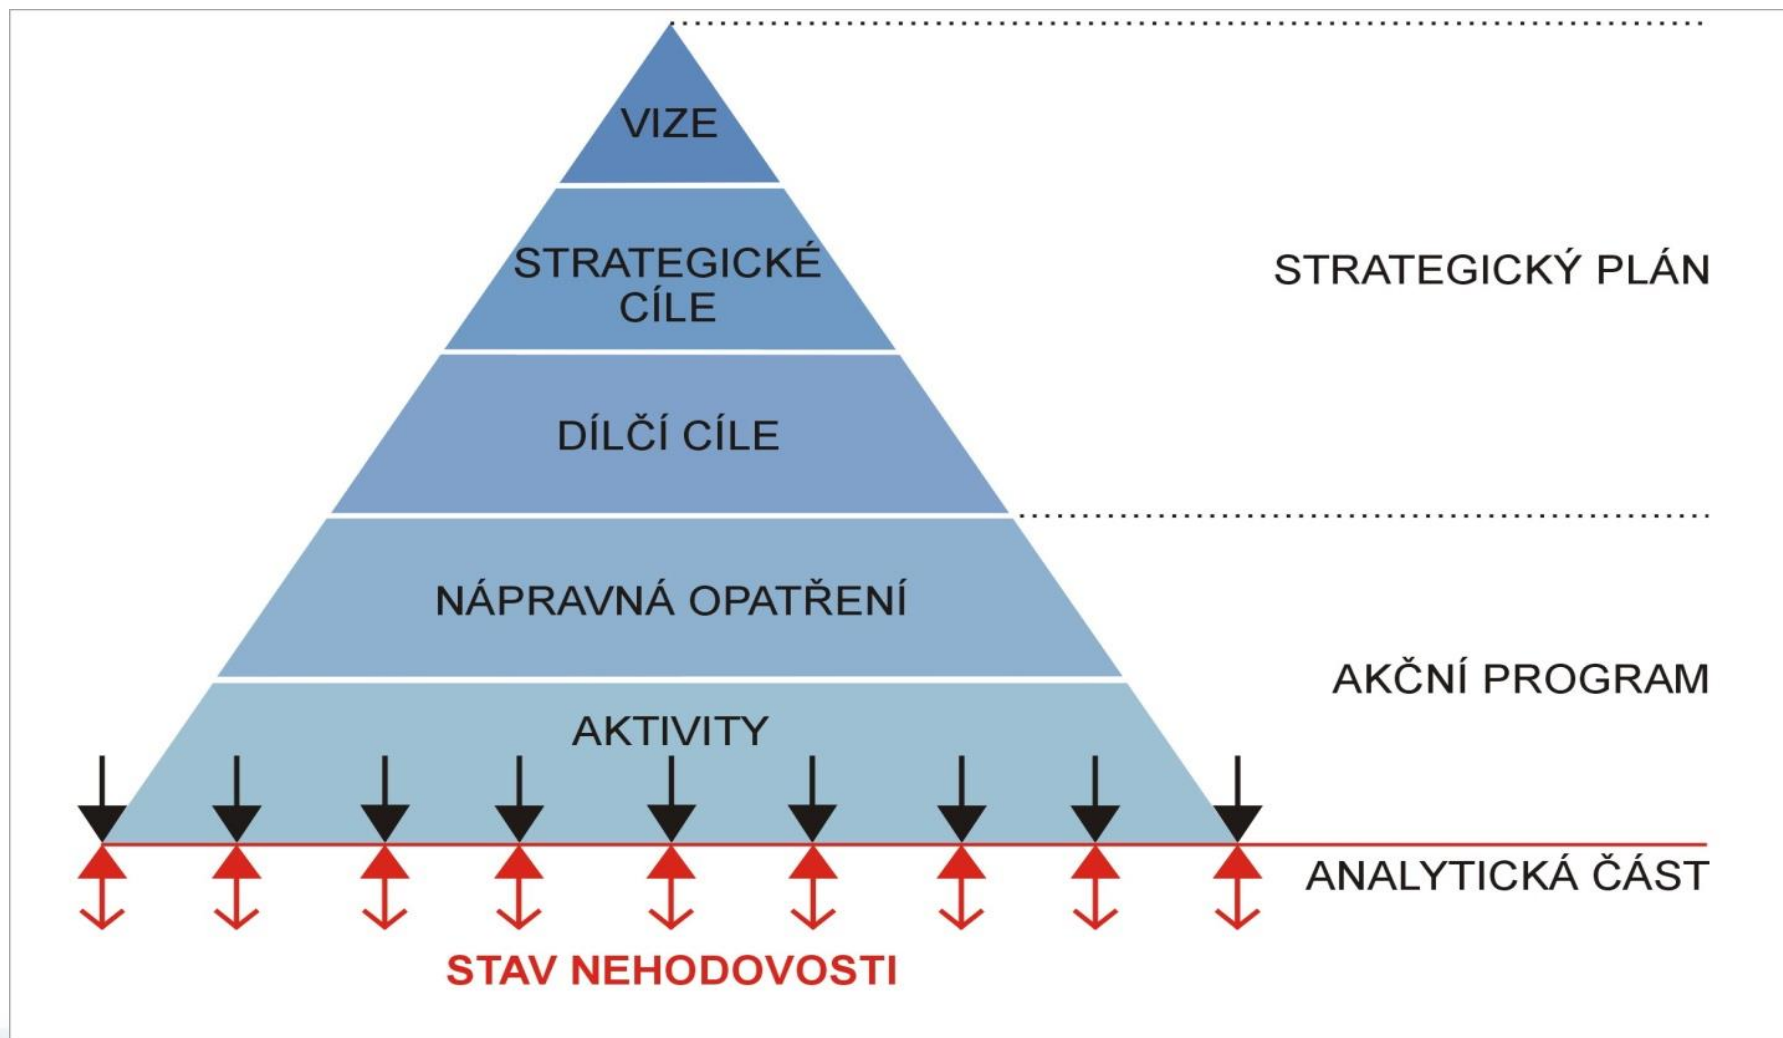 VIZE
STRATEGICKÉ
CÍLE
STRATEGICKÝ PLÁN
DÍLČÍ CÍLE
NÁPRAVNÁ OPATŘENÍ
AKČNÍ PROGRAM
AKTIVITY
ANALYTICKÁ ČÁST
STAV NEHODOVOSTI